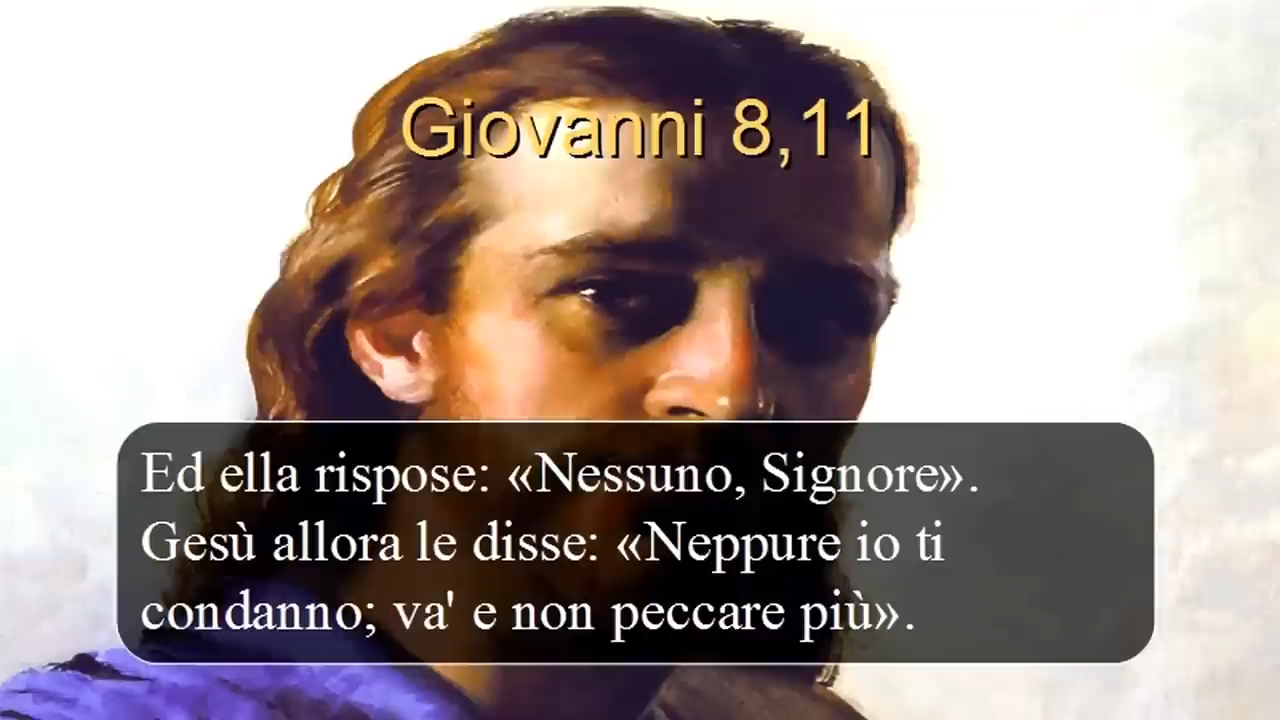 Giovanni 8,11
Ed ella rispose: «Nessuno, Signore».
Gesù allora le disse: «Neppure io ti
condanno; va' e non peccare più».